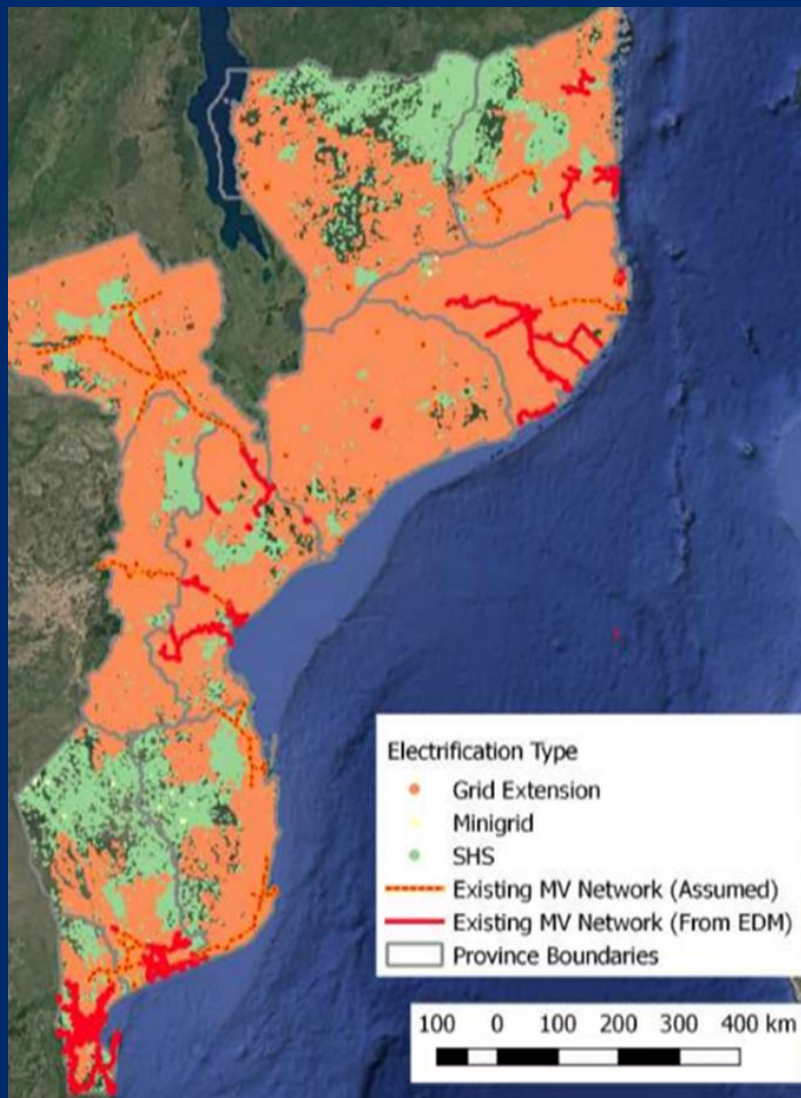 Electrification Type
Grid Extension
Minigrid
SHS
Existing MV Network (Assumed)
Existing MV Network (From EDM)
Province Boundaries
100 0 100 200 300 400 km